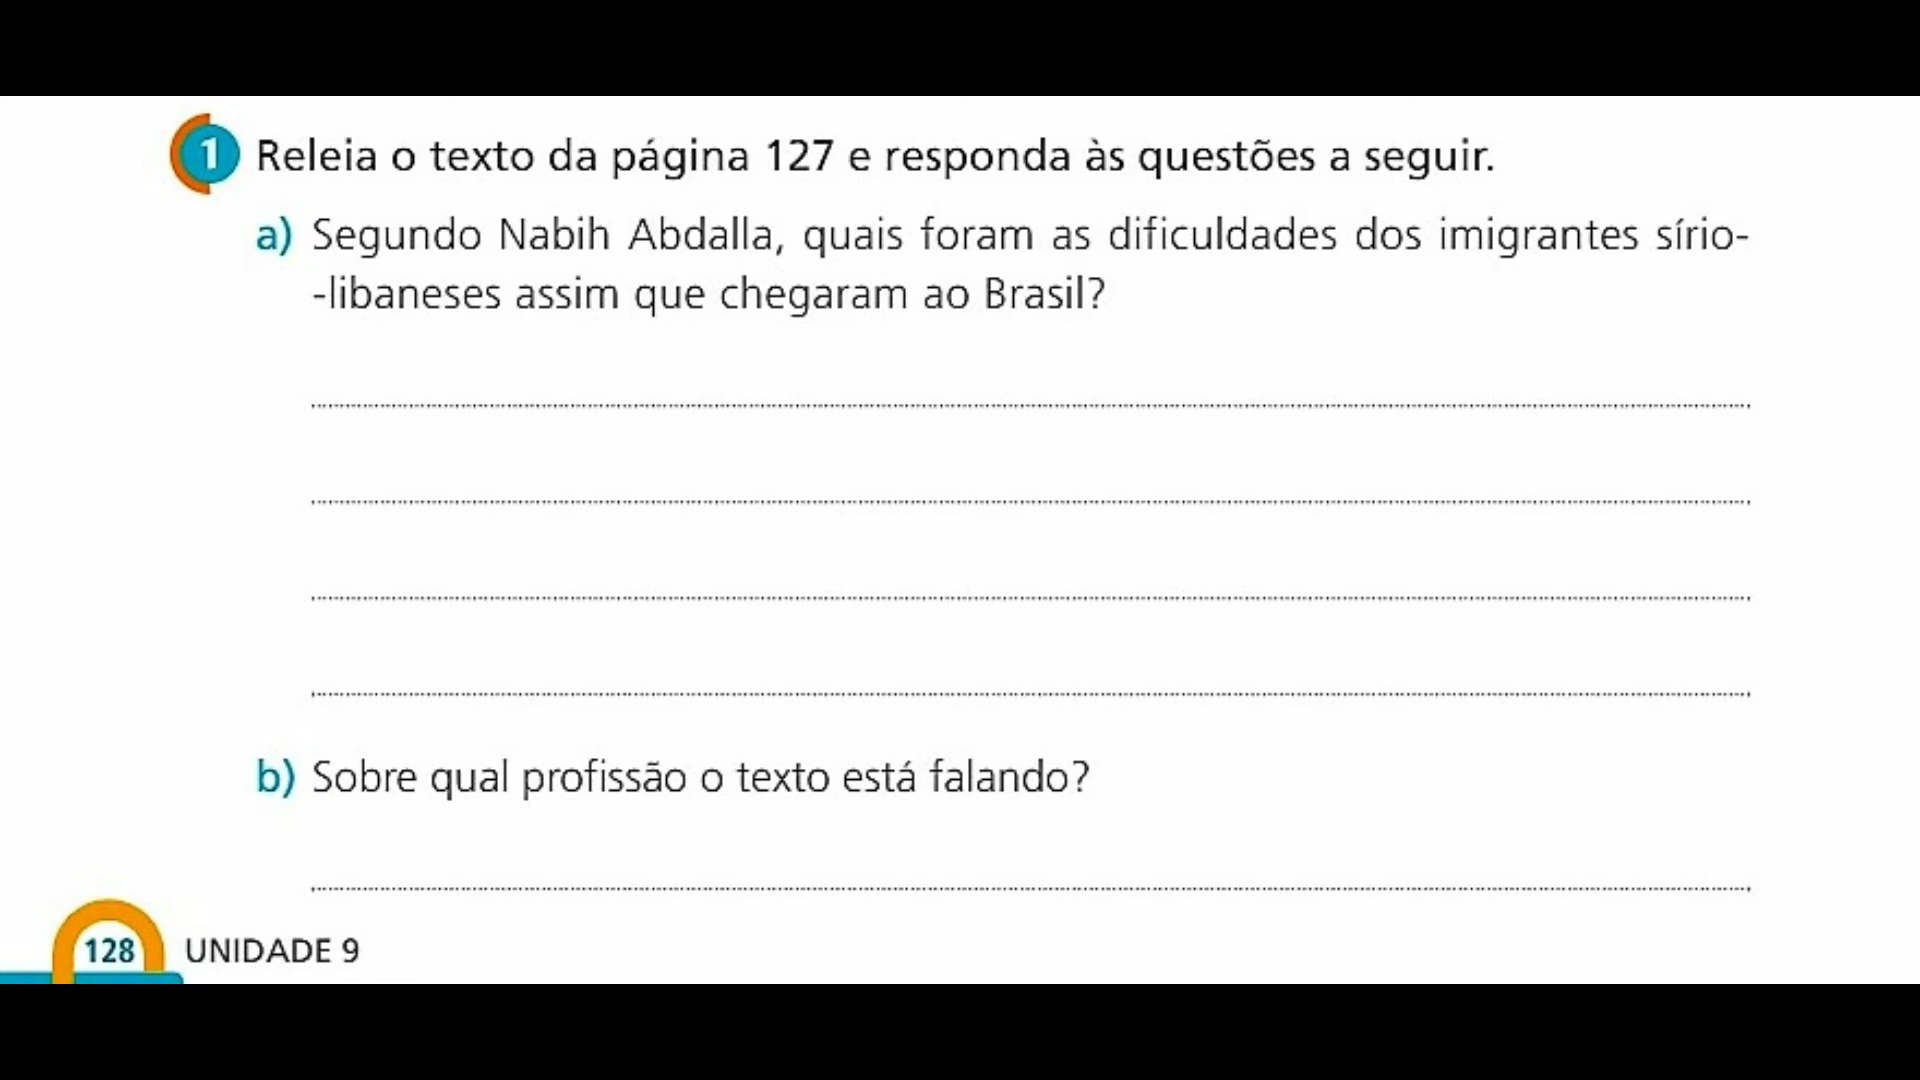 1 Releia o texto da página 127 e responda às questões a seguir.
a) Segundo Nabih Abdalla, quais foram as dificuldades dos imigrantes sírio-
-libaneses assim que chegaram ao Brasil?
b) Sobre qual profissão o texto está falando?
128 UNIDADE 9